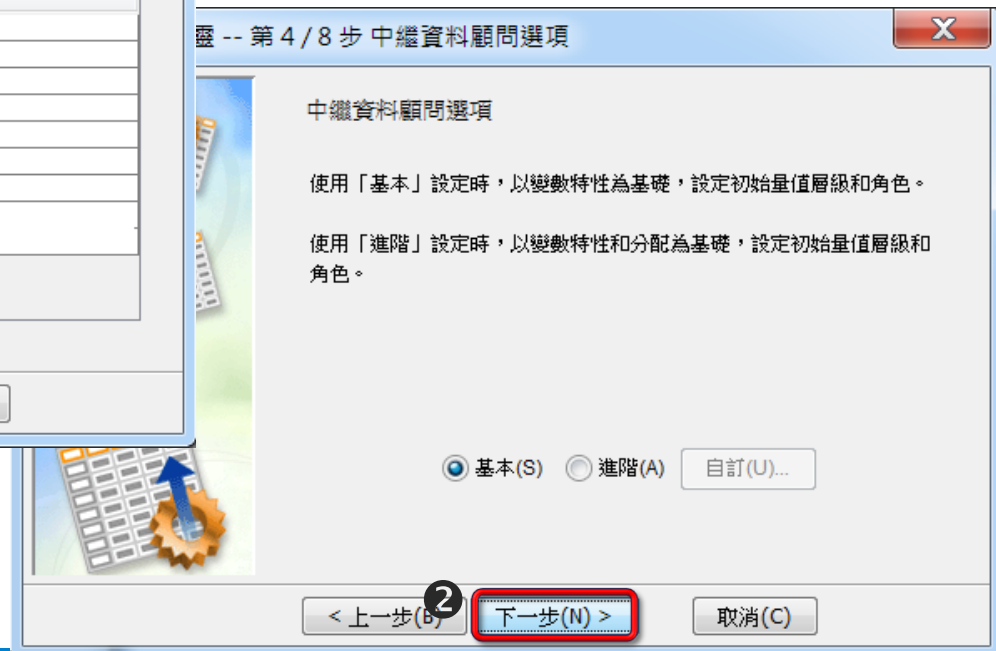 靈 -- 第 4 / 8 步 中繼資料顧問選項
中繼資料顧問選項
使用「基本」設定時，以變數特性為基礎，設定初始量值層級和角色。
使用「進階」設定時，以變數特性和分配為基礎，設定初始量值層級和
角色。
基本(S) 進階(A) 自訂(U)...
< 上一步(B) 2 下一步(N) > 取消(C)